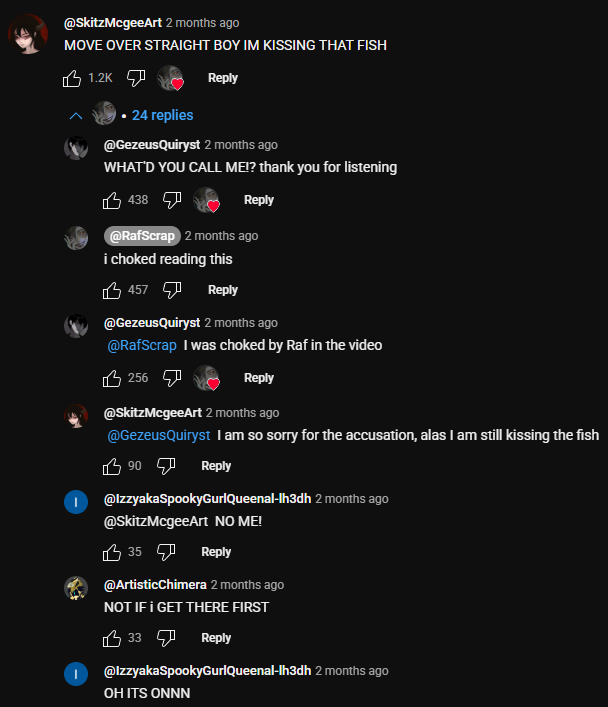 @SkitzMcgeeArt 2 months ago
MOVE OVER STRAIGHT BOY IM KISSING THAT FISH
1.2K Reply
24 replies
@GezeusQuiryst 2 months ago
WHAT'D YOU CALL ME!? thank you for listening
438 Reply
@RafScrap 2 months ago
i choked reading this
457 Reply
@GezeusQuiryst 2 months ago
@RafScrap I was choked by Raf in the video
256 Reply
@SkitzMcgeeArt 2 months ago
@GezeusQuiryst I am so sorry for the accusation, alas I am still kissing the fish
90 Reply
I
@IzzyakaSpookyGurlQueenal-lh3dh 2 months ago
@SkitzMcgeeArt NO ME!
35 Reply
@ArtisticChimera 2 months ago
NOT IF i GET THERE FIRST
33 Reply
I
@IzzyakaSpookyGurlQueenal-lh3dh 2 months ago
OH ITS ONNN